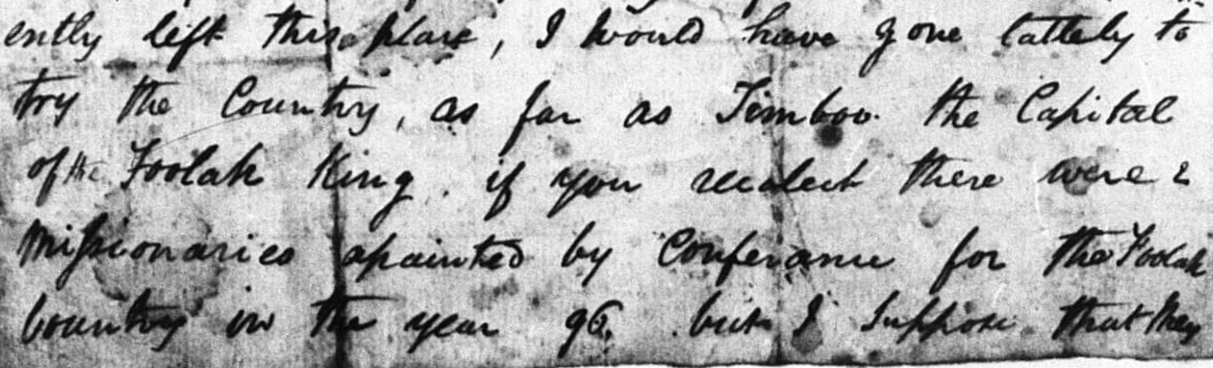 ently left this place, I would have gone lattely to
try the Country, as far as Timboo. the Capital
of the Foolah King. if you recolect there were 2
Missionaries apainted by Conferance for the Foolah
Country in the year 96. but I Suppose that they